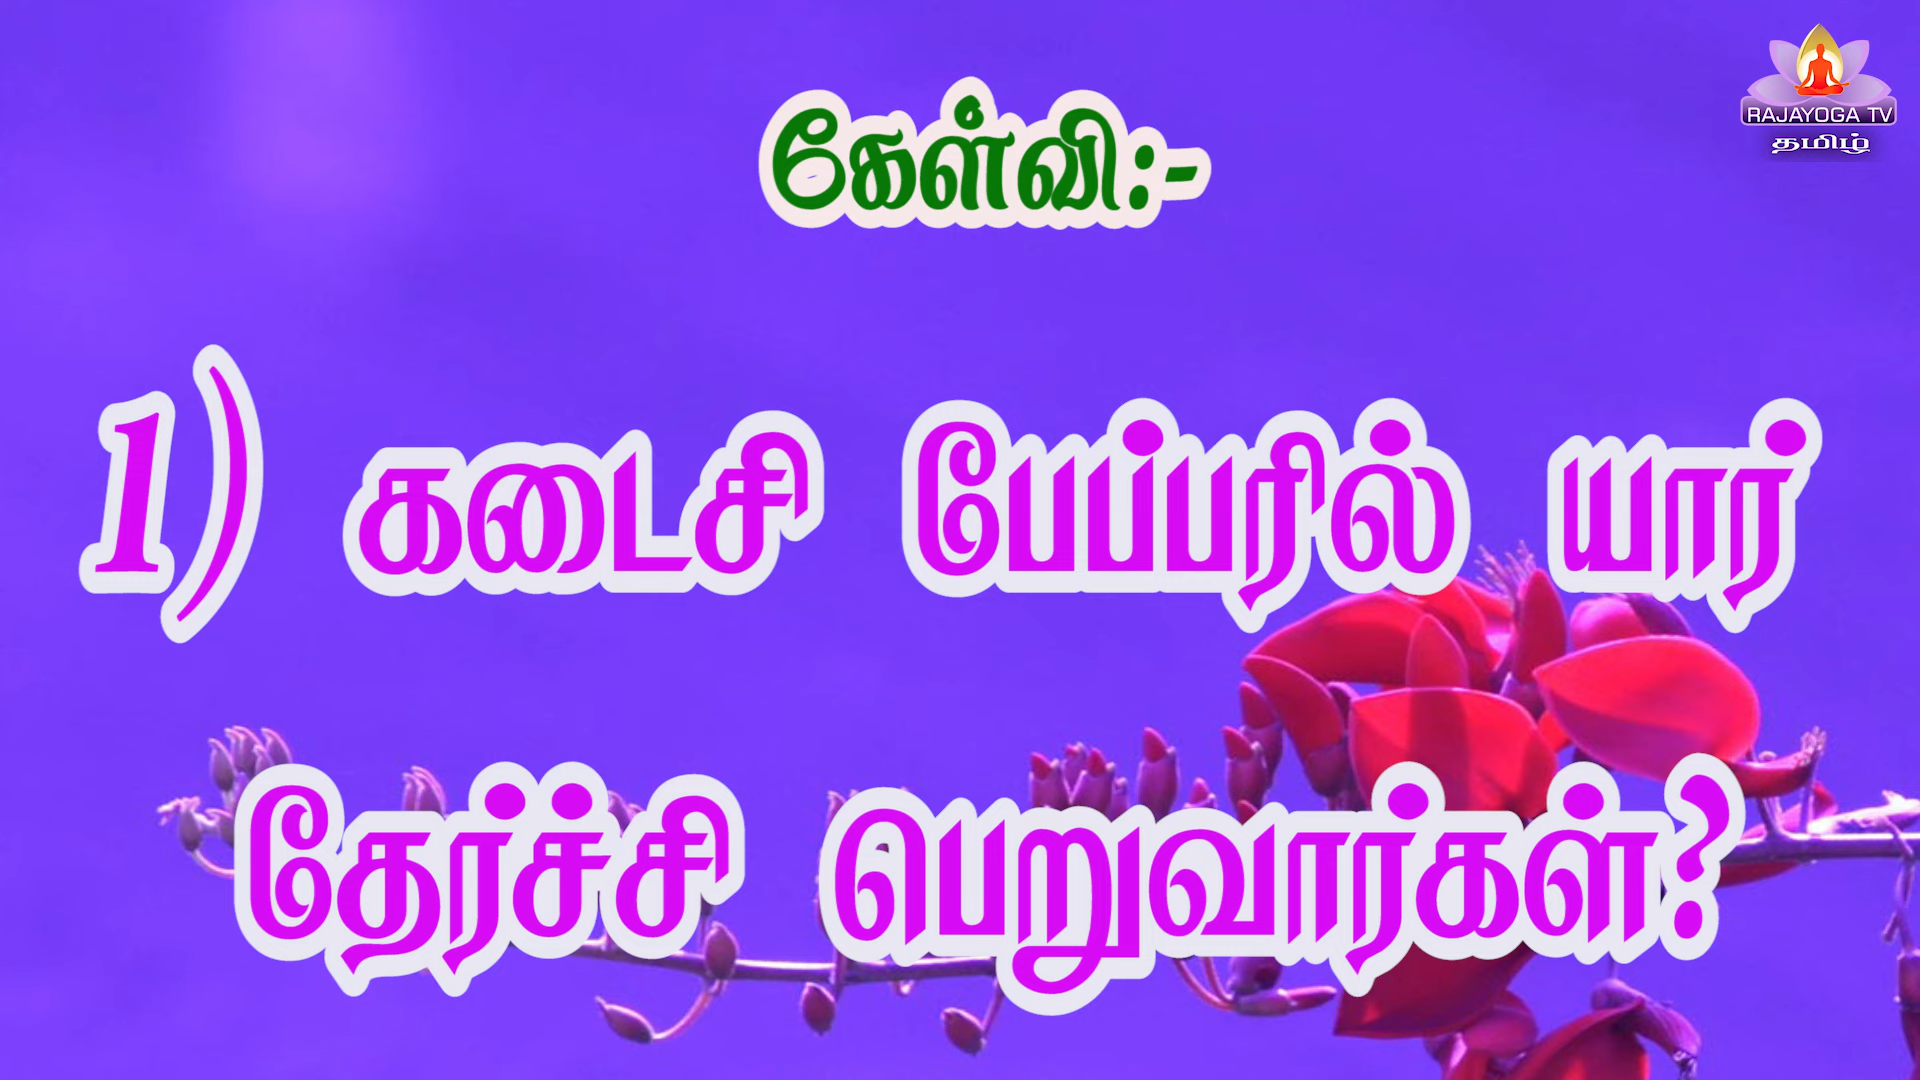 RAJAYOGA TV
தமிழ்
கேள்வி:-
1) கடைசி பேப்பரில் யார்
தேர்ச்சி பெறுவார்கள்?